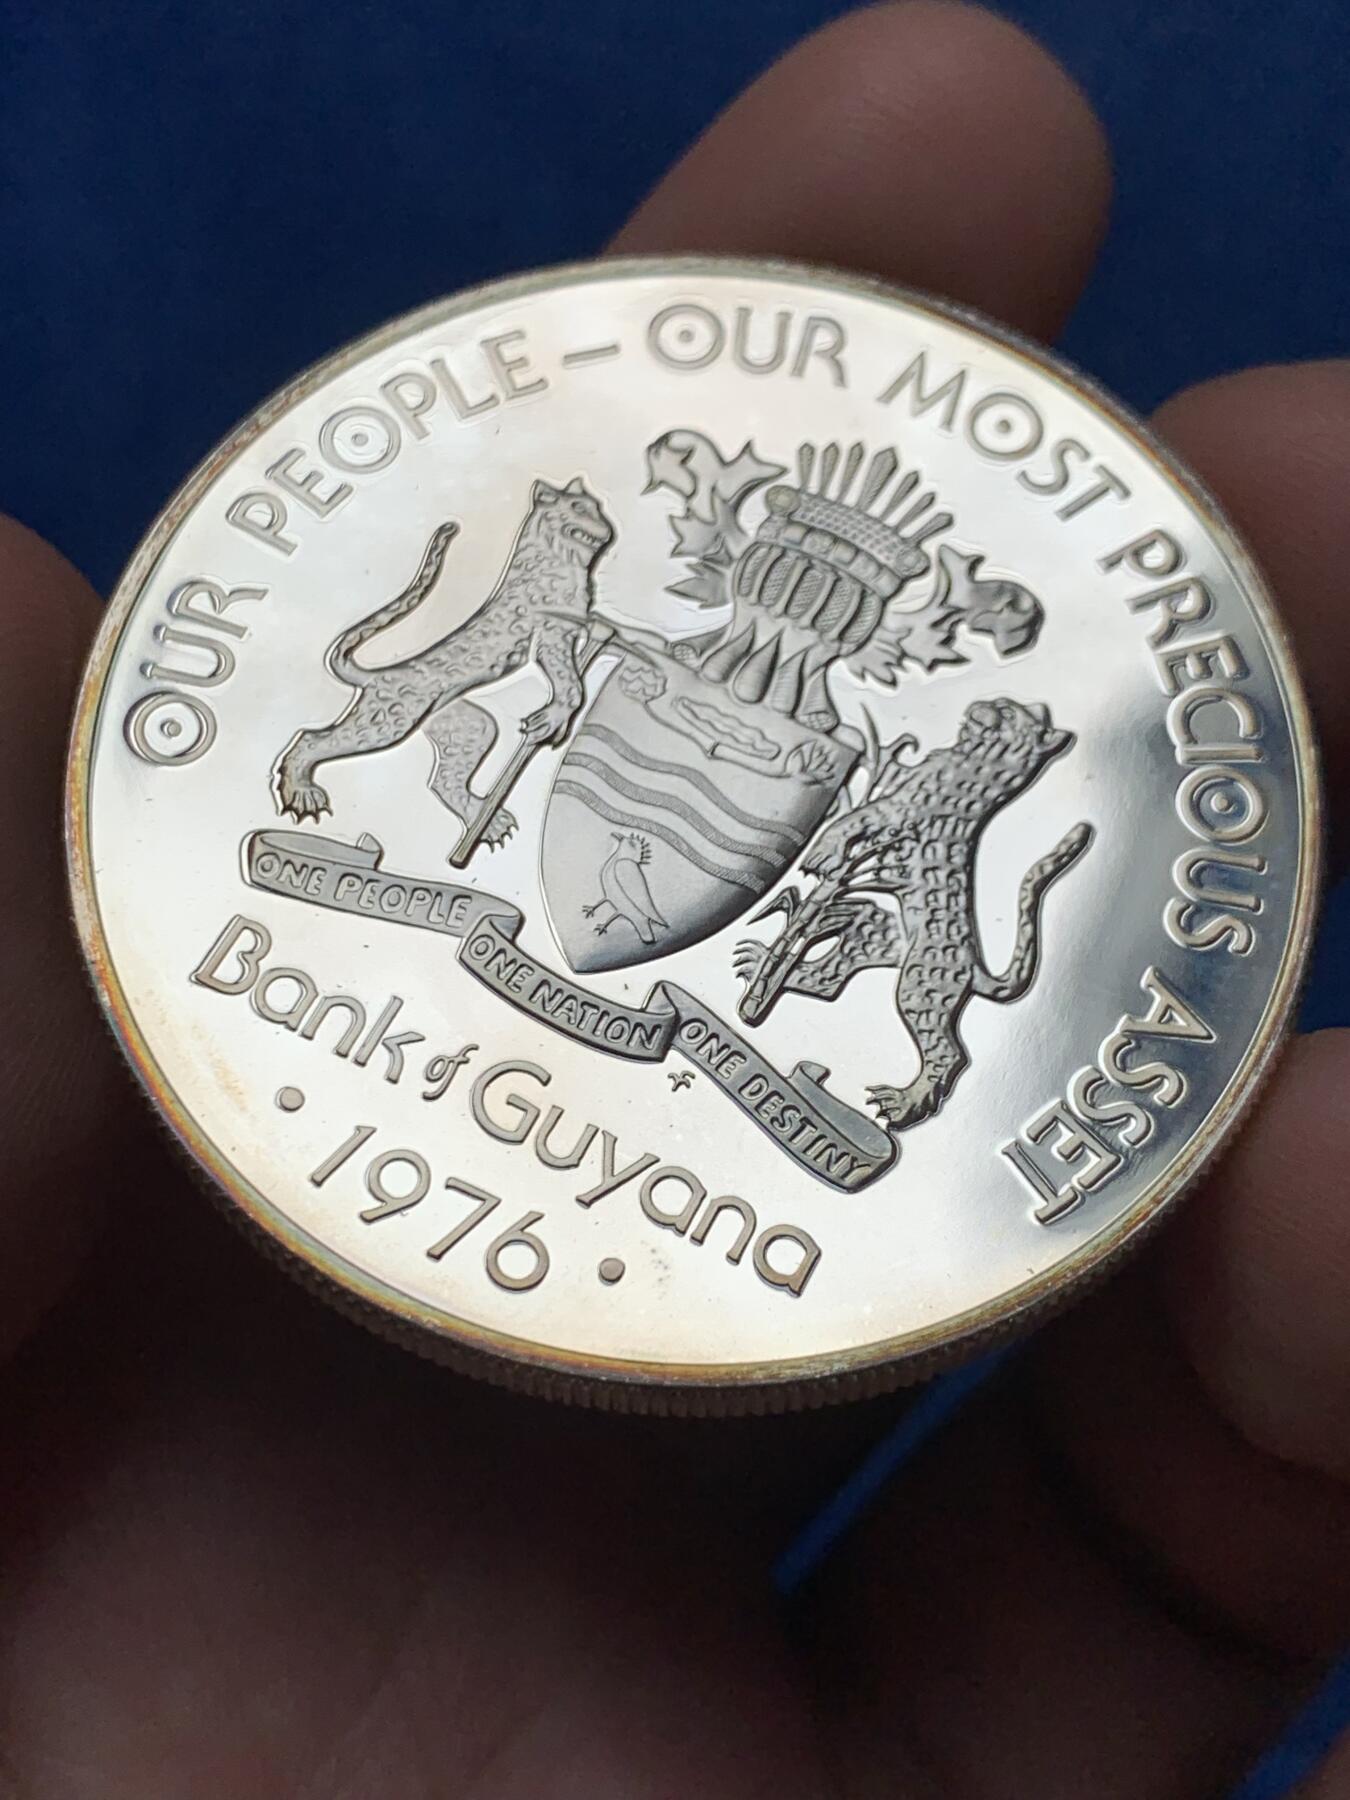 OUR PEOPLE – OUR MOST PRECIOUS ASSET
ONE PEOPLE
ONE NATION
ONE DESTINY
Bank of Guyana
• 1976 •